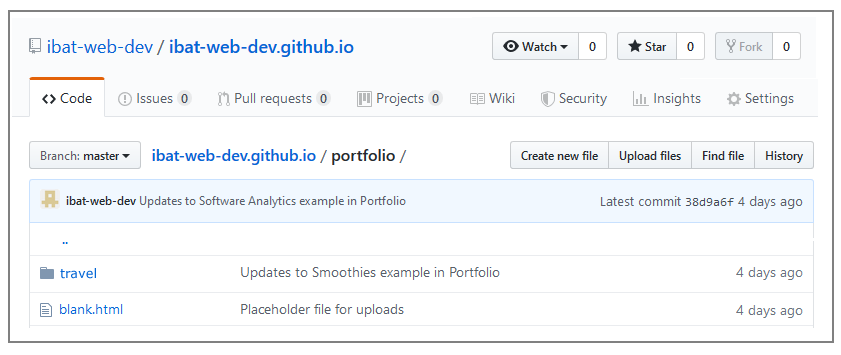 ibat-web-dev / ibat-web-dev.github.io Watch 0 Star 0 Fork 0
Code Issues 0 Pull requests 0 Projects 0 Wiki Security Insights Settings
Branch: master ibat-web-dev.github.io / portfolio / Create new file Upload files Find file History
ibat-web-dev Updates to Software Analytics example in Portfolio Latest commit 38d9a6f 4 days ago
..
travel Updates to Smoothies example in Portfolio 4 days ago
blank.html Placeholder file for uploads 4 days ago